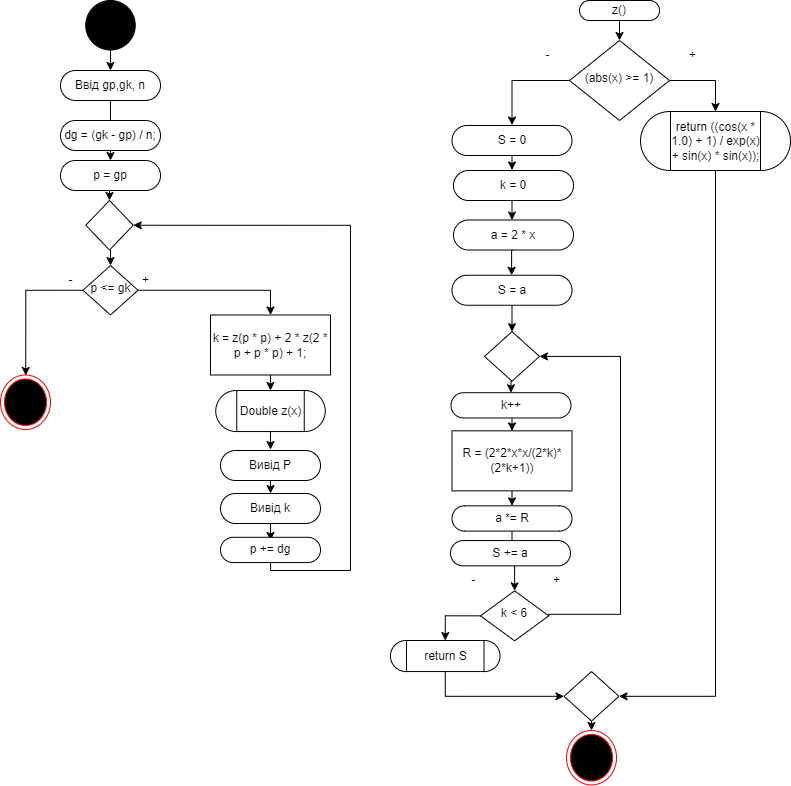 Ввід gp,gk, n
dg = (gk - gp) / n;
p = gp
p <= gk
-
+
k = z(p * p) + 2 * z(2 *
p + p * p) + 1;
Double z(x)
Вивід P
Вивід k
p += dg
z()
(abs(x) >= 1)
-
+
return ((cos(x *
1.0) + 1) / exp(x)
+ sin(x) * sin(x));
S = 0
k = 0
a = 2 * x
S = a
k++
R = (2*2*x*x/(2*k)*
(2*k+1))
a *= R
S += a
-
+
k < 6
return S